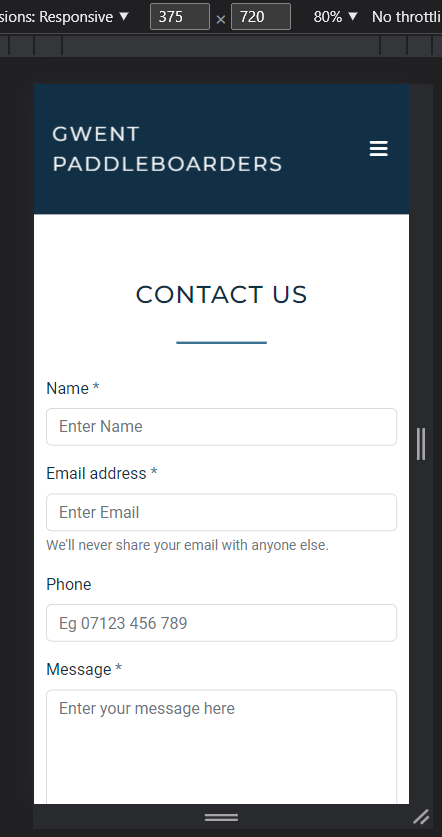 sions: Responsive ▼ 375 × 720 80% ▼ No throttli
GWENT
PADDLEBOARDERS
CONTACT US
Name *
Enter Name
Email address *
Enter Email
We'll never share your email with anyone else.
Phone
Eg 07123 456 789
Message *
Enter your message here